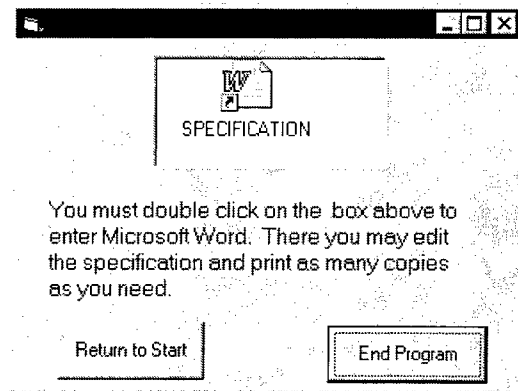 SPECIFICATION
You must double click on the box above to
enter Microsoft Word. There you may edit
the specification and print as many copies
as you need.
Return to Start
End Program